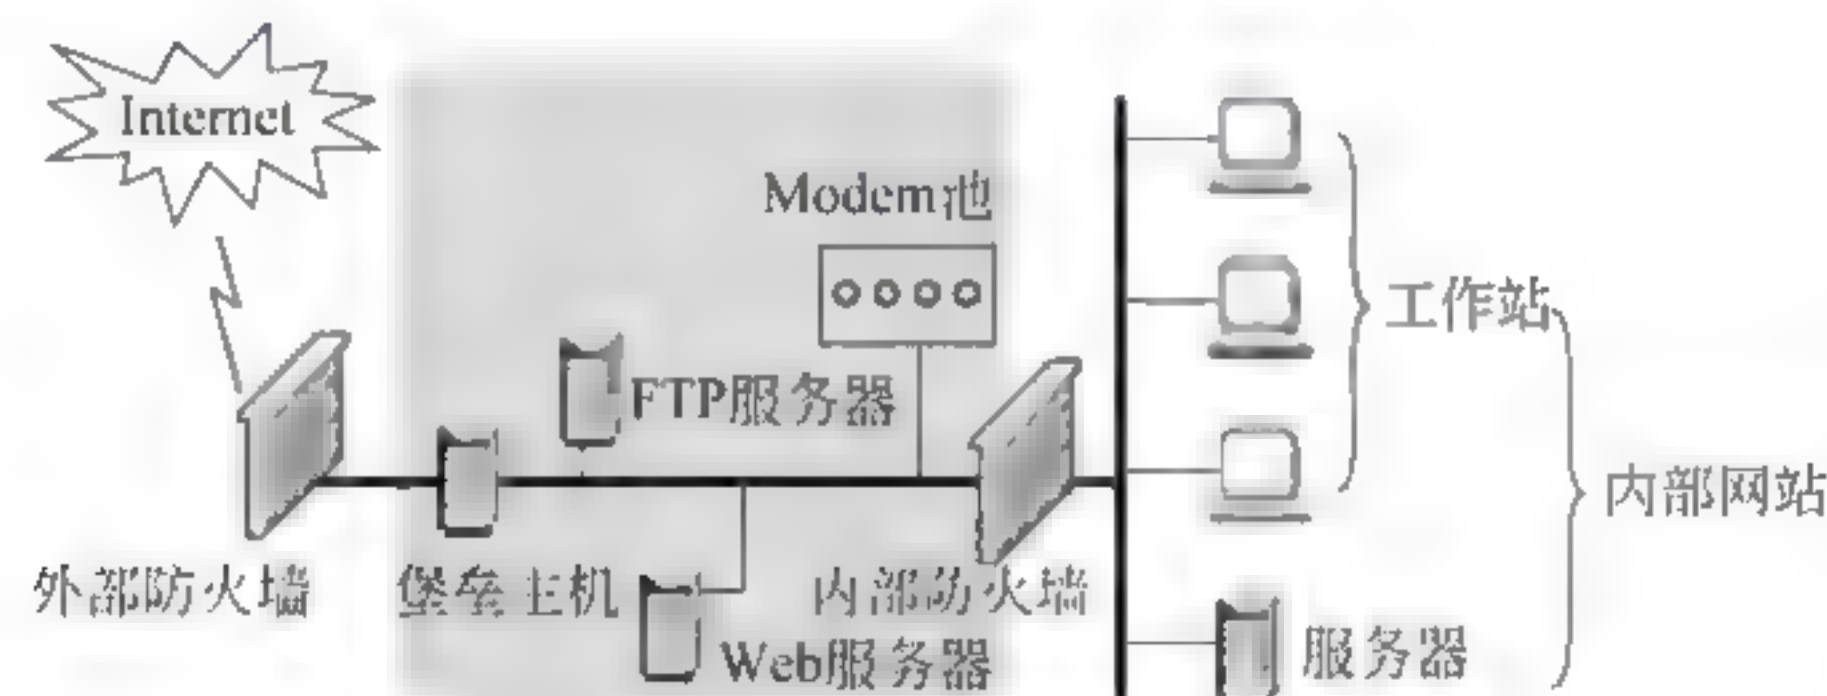 Internet
Modem池
FTP服务器
工作站
内部网站
外部防火墙
堡垒主机
内部防火墙
Web服务器
服务器